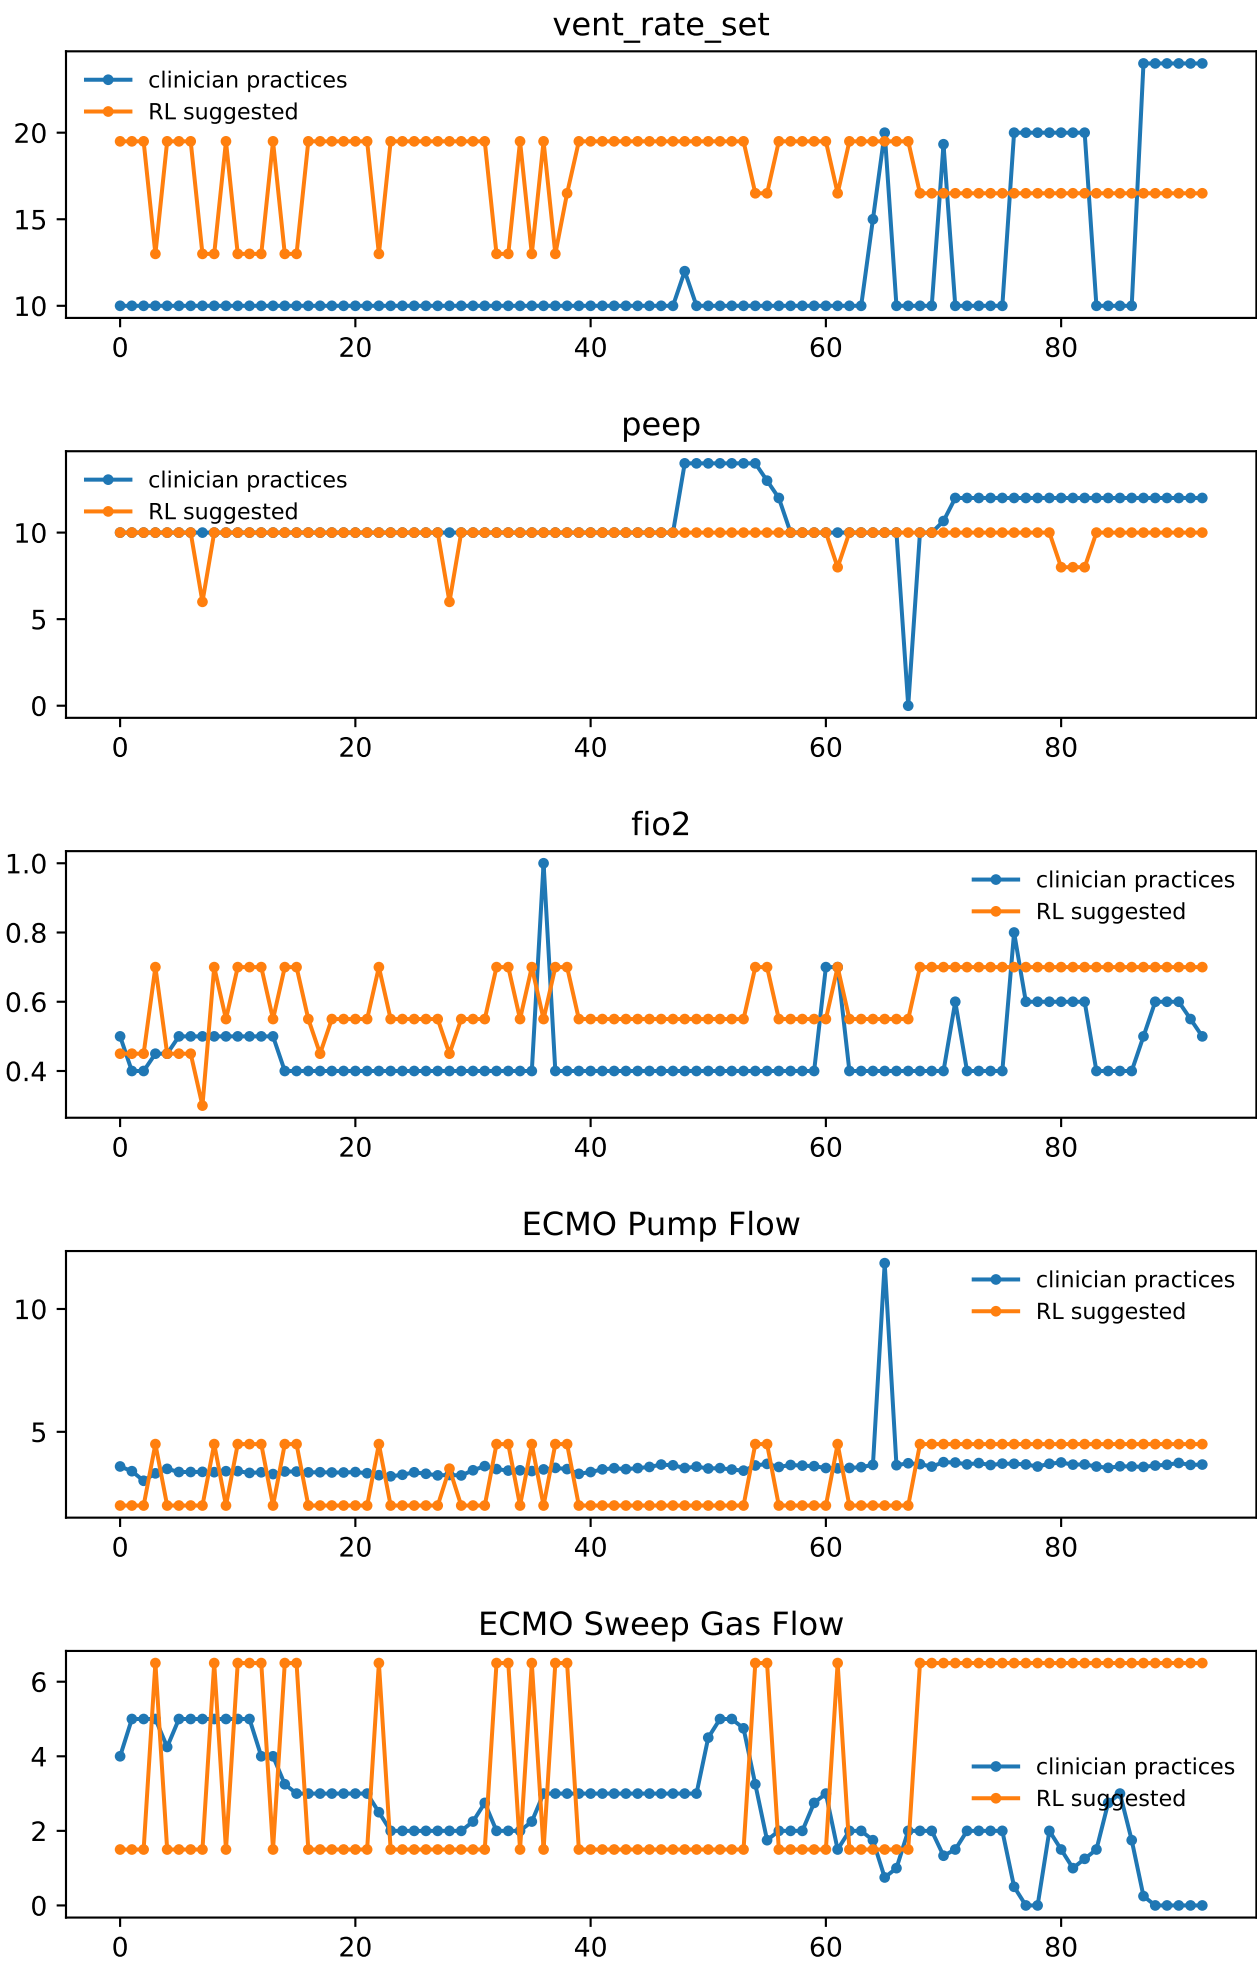 vent_rate_set
clinician practices
RL suggested
20
15
10
0 20 40 60 80
peep
clinician practices
RL suggested
10
5
0
0 20 40 60 80
fio2
clinician practices
RL suggested
1.0
0.8
0.6
0.4
0 20 40 60 80
ECMO Pump Flow
clinician practices
RL suggested
10
5
0 20 40 60 80
ECMO Sweep Gas Flow
6
4
clinician practices
RL suggested
2
0
0 20 40 60 80